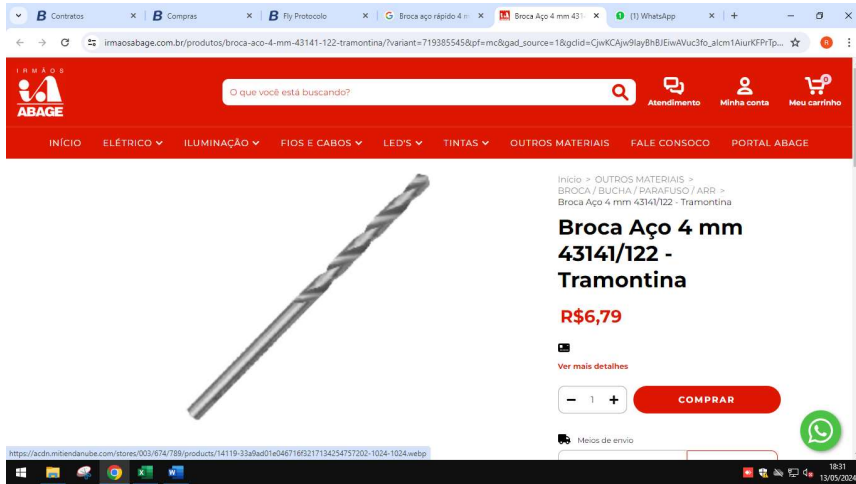 Contratos
Compras
Fly Protocolo
Broca aço rápido 4 m
Broca Aço 4 mm 431
(1) WhatsApp
irmaosabage.com.br/produtos/broca-aco-4-mm-43141-122-tramontina/?variant=719385545&pf=mc&gad_source=1&gclid=CjwKCAjw9IayBhBJEiwAVuc3fo_alcm1AiurKFPrTp...
IRMÃOS
ABAGE
O que você está buscando?
Atendimento
Minha conta
0
Meu carrinho
INÍCIO ELÉTRICO ILUMINAÇÃO FIOS E CABOS LED'S TINTAS OUTROS MATERIAIS FALE CONSOCO PORTAL ABAGE
Início > OUTROS MATERIAIS >
BROCA / BUCHA / PARAFUSO / ARR >
Broca Aço 4 mm 43141/122 - Tramontina
Broca Aço 4 mm
43141/122 -
Tramontina
R$6,79
Ver mais detalhes
1
COMPRAR
Meios de envio
https://acdn.mitiendanube.com/stores/003/674/789/products/14119-33a9ad01e046716f3217134254757202-1024-1024.webp
18:31
13/05/2024